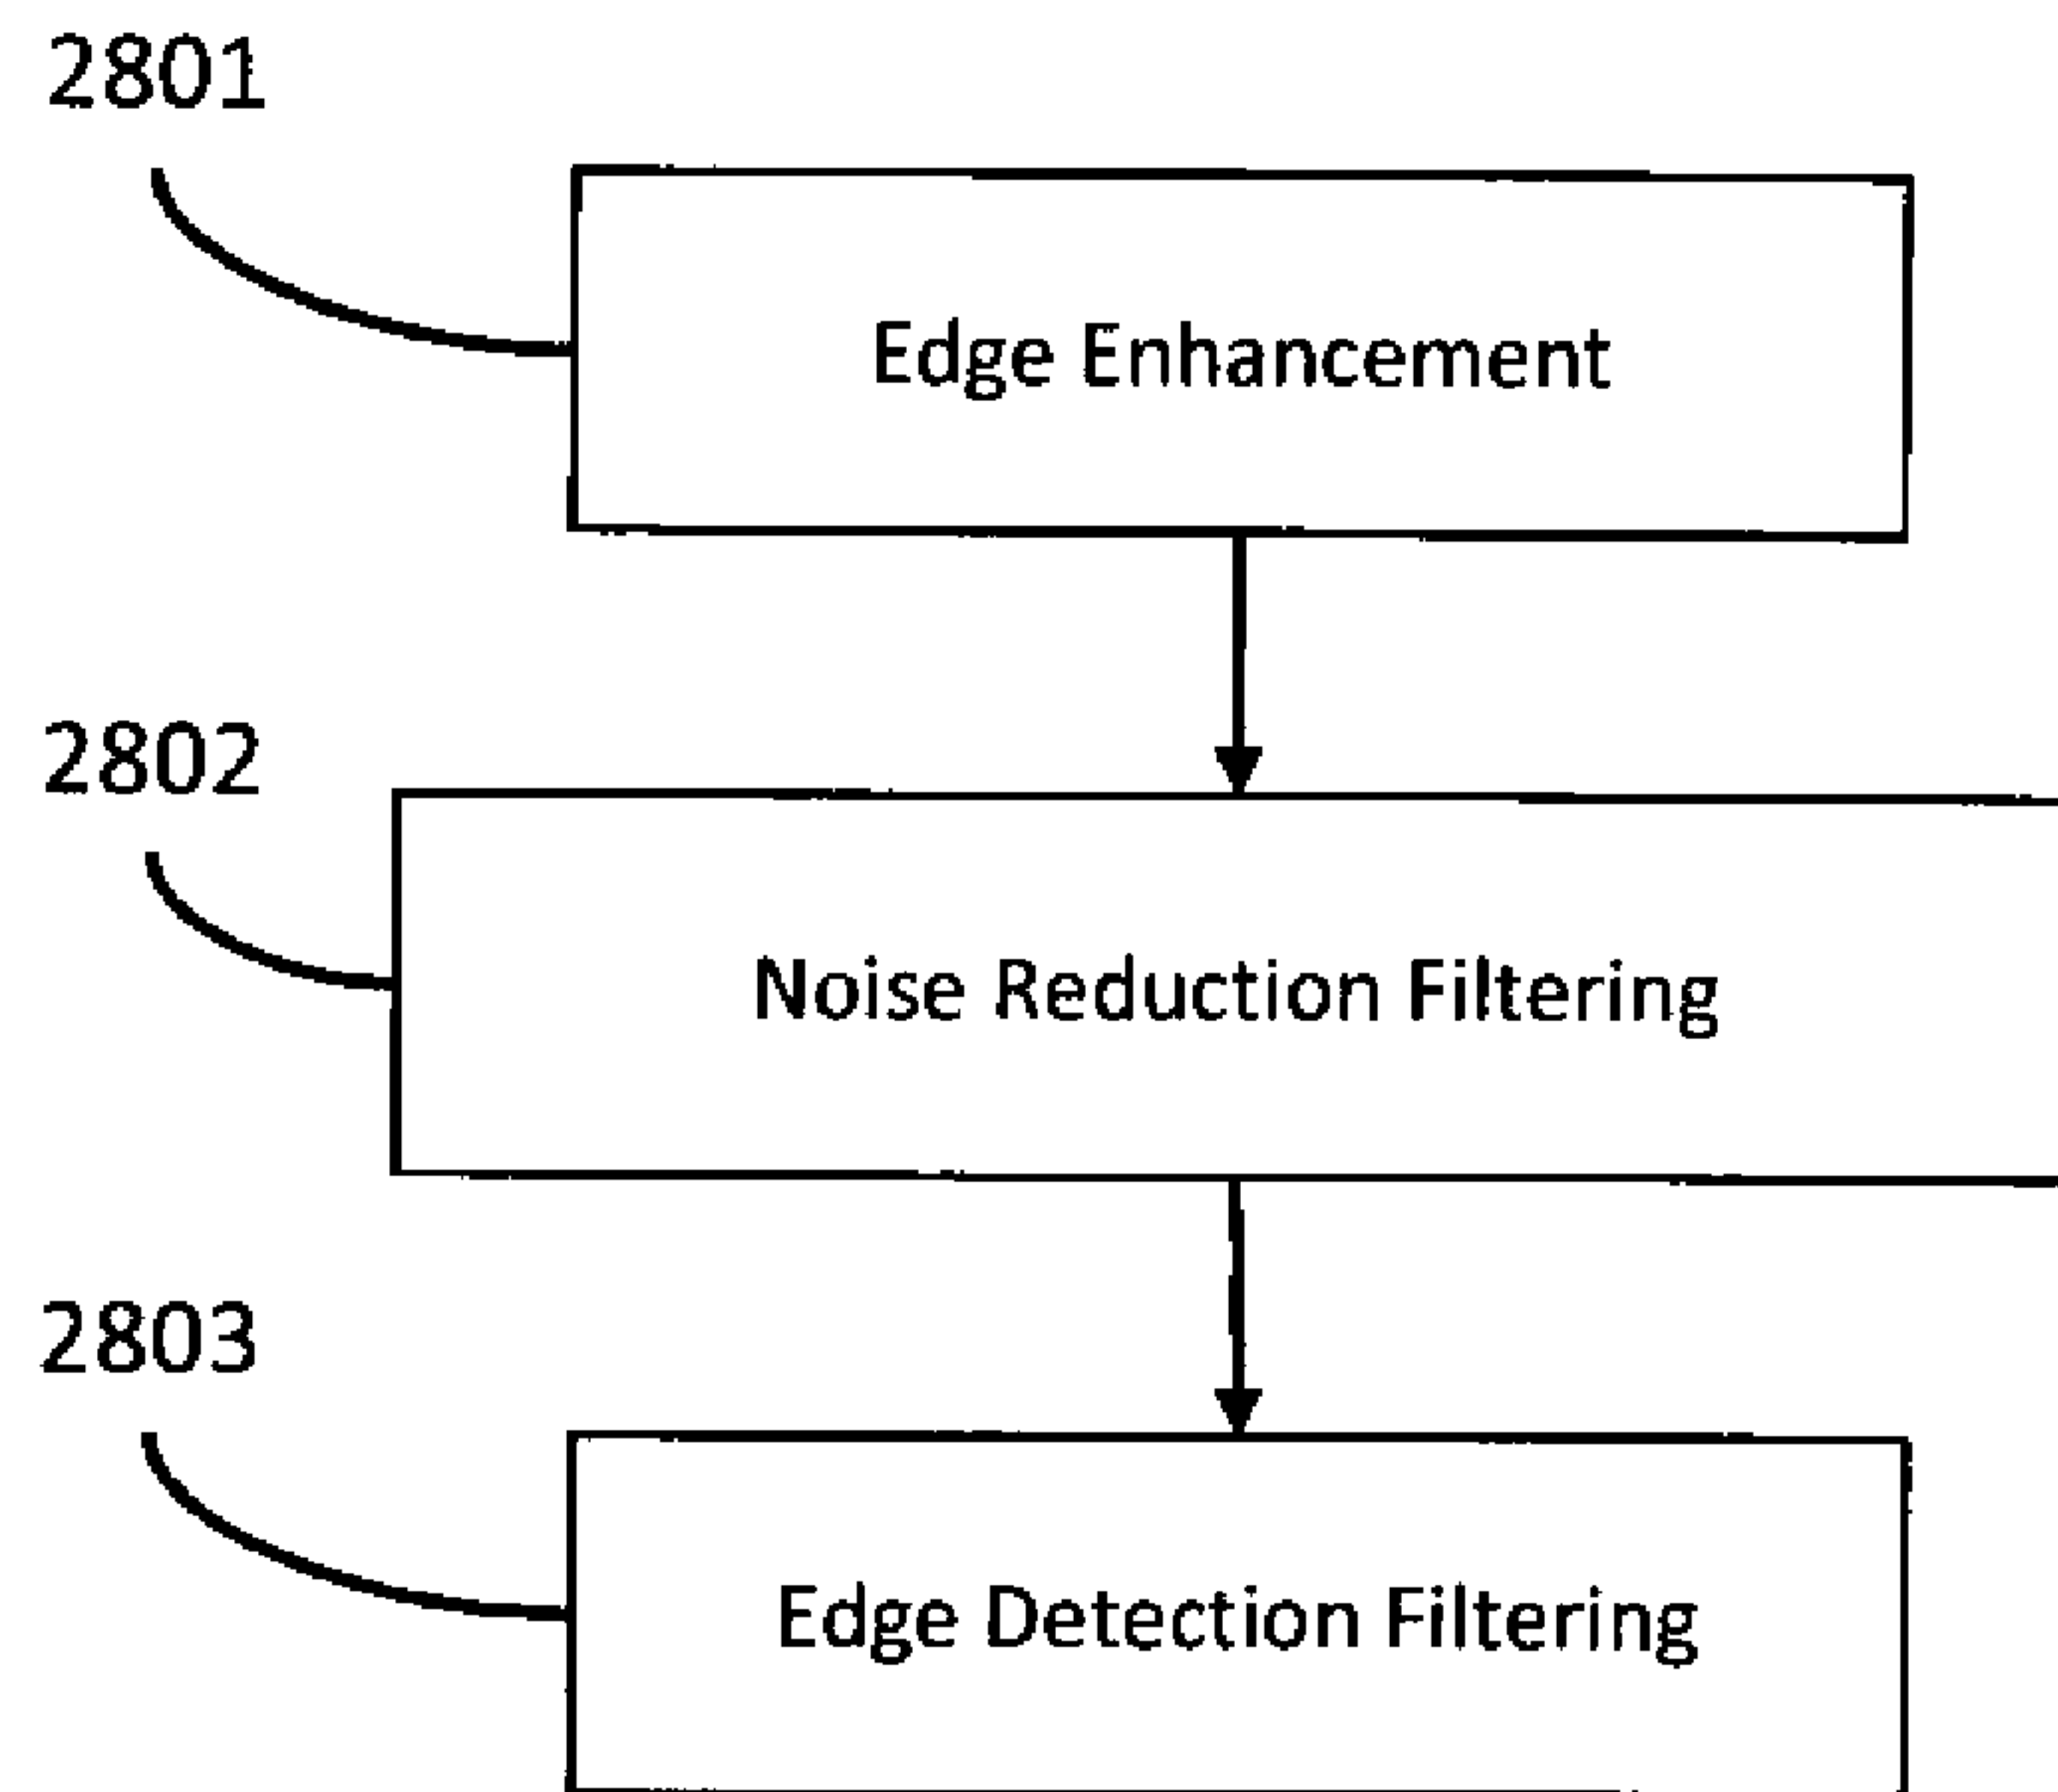 2801
Edge Enhancement
2802
Noise Reduction Filtering
2803
Edge Detection Filtering